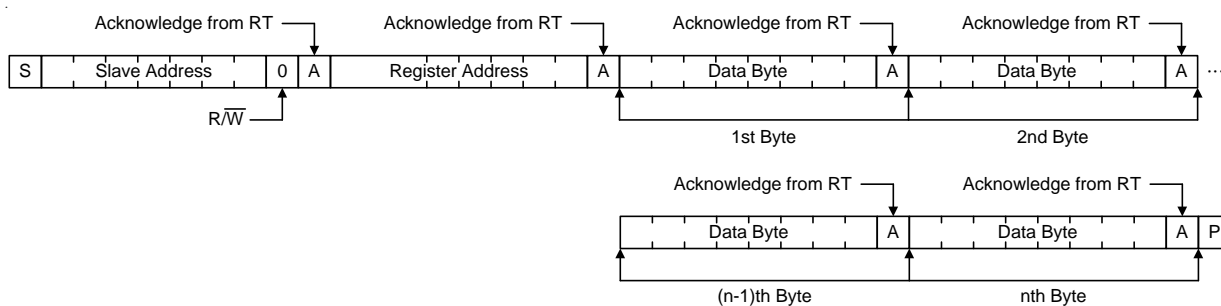 Acknowledge from RT Acknowledge from RT Acknowledge from RT Acknowledge from RT
S Slave Address 0 A Register Address A Data Byte A Data Byte A ...
R/W̅
1st Byte 2nd Byte
Acknowledge from RT Acknowledge from RT
Data Byte A Data Byte A P
(n-1)th Byte nth Byte